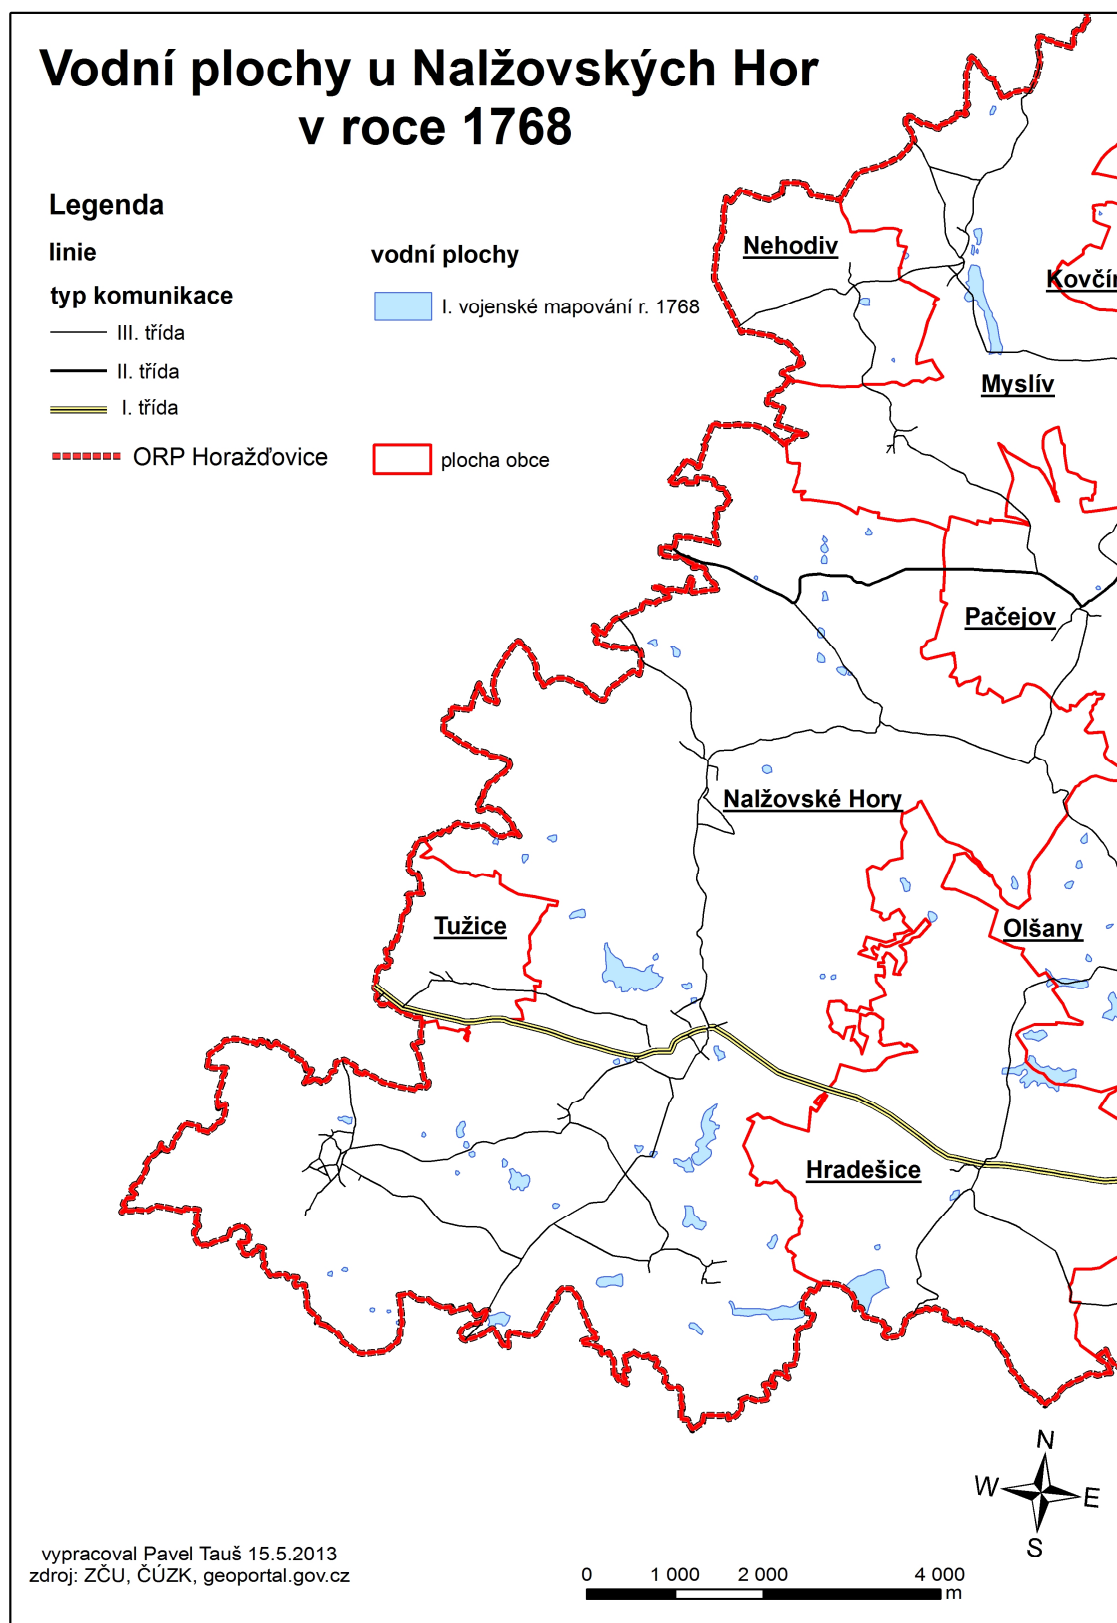 Vodní plochy u Nalžovských Hor
v roce 1768
Legenda
linie
typ komunikace
III. třída
II. třída
I. třída
ORP Horažďovice
vodní plochy
I. vojenské mapování r. 1768
plocha obce
Nehodiv
Kovčín
Myslív
Pačejov
Nalžovské Hory
Tužice
Olšany
Hradešice
N
W E
S
vypracoval Pavel Tauš 15.5.2013
zdroj: ZČU, ČÚZK, geoportal.gov.cz
0 1 000 2 000 4 000
m